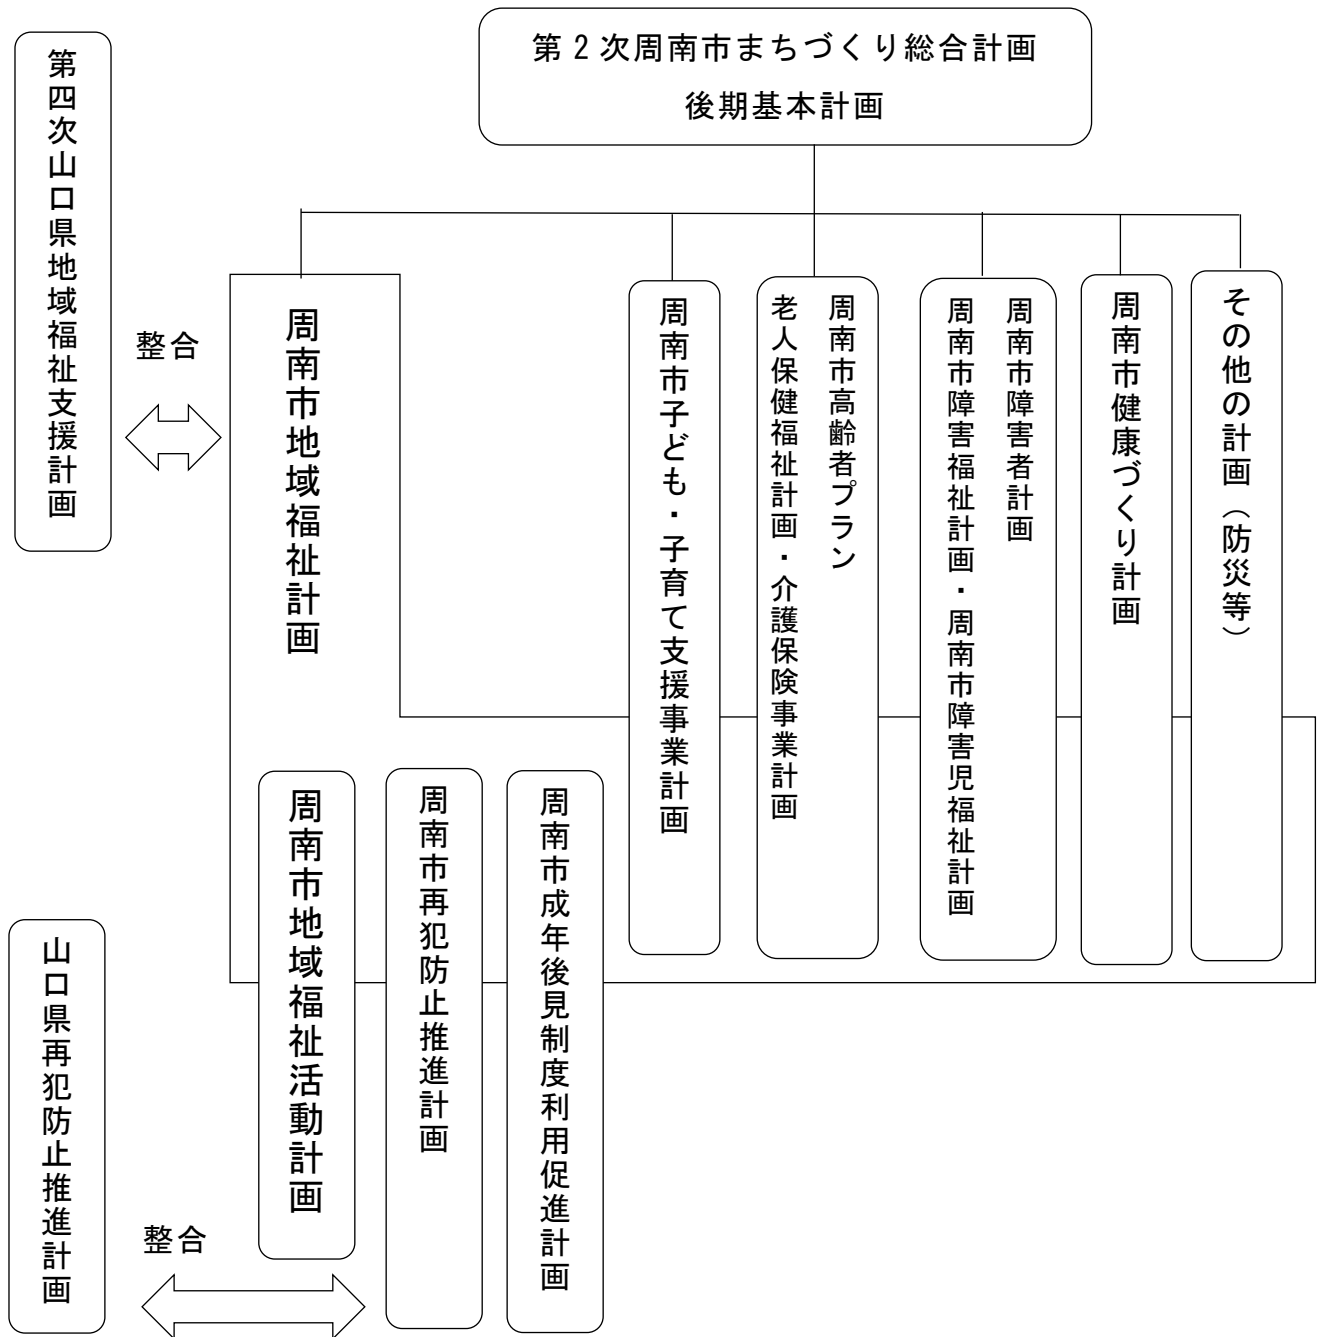 第２次周南市まちづくり総合計画
後期基本計画
第四次山口県地域福祉支援計画
整合
周南市地域福祉計画
周南市子ども・子育て支援事業計画
周南市高齢者プラン
老人保健福祉計画・介護保険事業計画
周南市障害者計画
周南市障害福祉計画・周南市障害児福祉計画
周南市健康づくり計画
その他の計画（防災等）
周南市地域福祉活動計画
周南市再犯防止推進計画
周南市成年後見制度利用促進計画
山口県再犯防止推進計画
整合